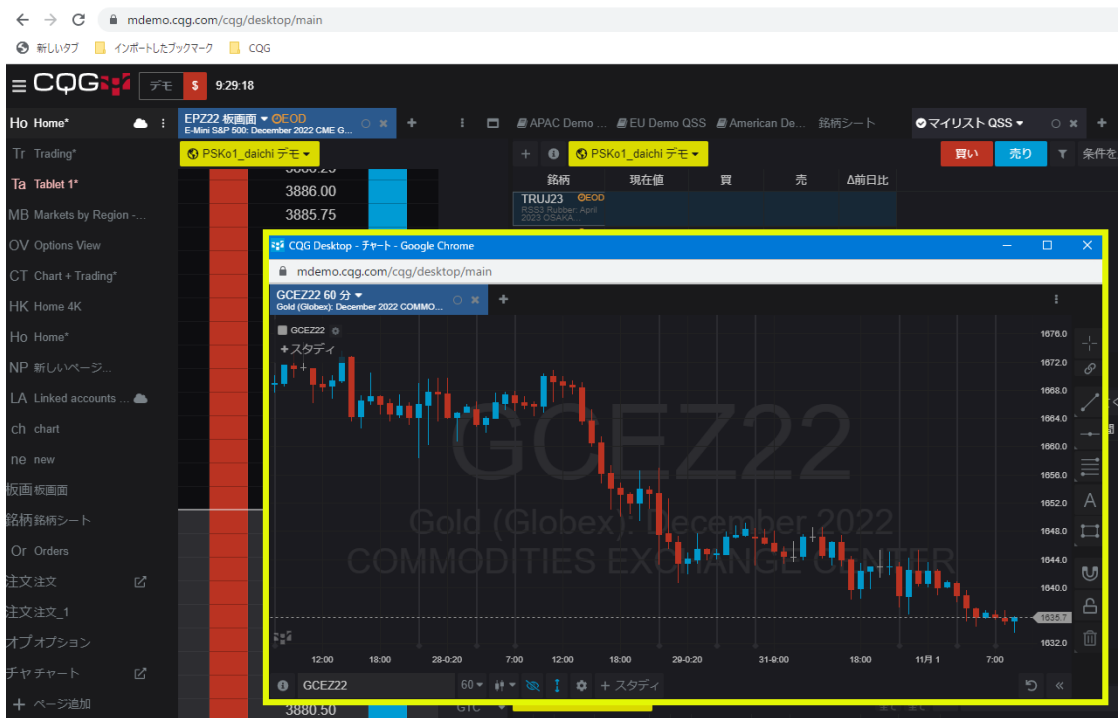 mdemo.cqg.com/cqg/desktop/main
新しいタブ インポートしたブックマーク CQG
CQG デモ $ 9:29:18
Ho Home*
EPZ22 板画面 EOD
E-Mini S&P 500: December 2022 CME G...
APAC Demo ... EU Demo QSS American De... 銘柄シート マイリスト QSS
Tr Trading*
PSKo1_daichi デモ
PSKo1_daichi デモ
買い 売り 条件を
Ta Tablet 1*
銘柄 現在値 買 売 Δ前日比
3886.00
TRUJ23 EOD
RSS3 Rubber: April
2023 OSAKA...
MB Markets by Region -...
3885.75
OV Options View
CQG Desktop - チャート - Google Chrome
CT Chart + Trading*
mdemo.cqg.com/cqg/desktop/main
HK Home 4K
GCEZ22 60 分
Gold (Globex): December 2022 COMMO...
Ho Home*
GCEZ22
+スタディ
NP 新しいページ...
LA Linked accounts ...
ch chart
ne new
板画 板画面
銘柄 銘柄シート
Or Orders
注文 注文
注文 注文_1
オプ オプション
チャ チャート
+ ページ追加
GCEZ22
Gold (Globex): December 2022
COMMODITIES EXCHANGE CENTER
1676.0
1672.0
1668.0
1664.0
1660.0
1656.0
1652.0
1648.0
1644.0
1640.0
1635.7
1632.0
A
12:00 18:00 28-0:20 7:00 12:00 18:00 29-0:20 31-9:00 18:00 11月 1 7:00
GCEZ22 60 + スタディ
3880.50
GTC